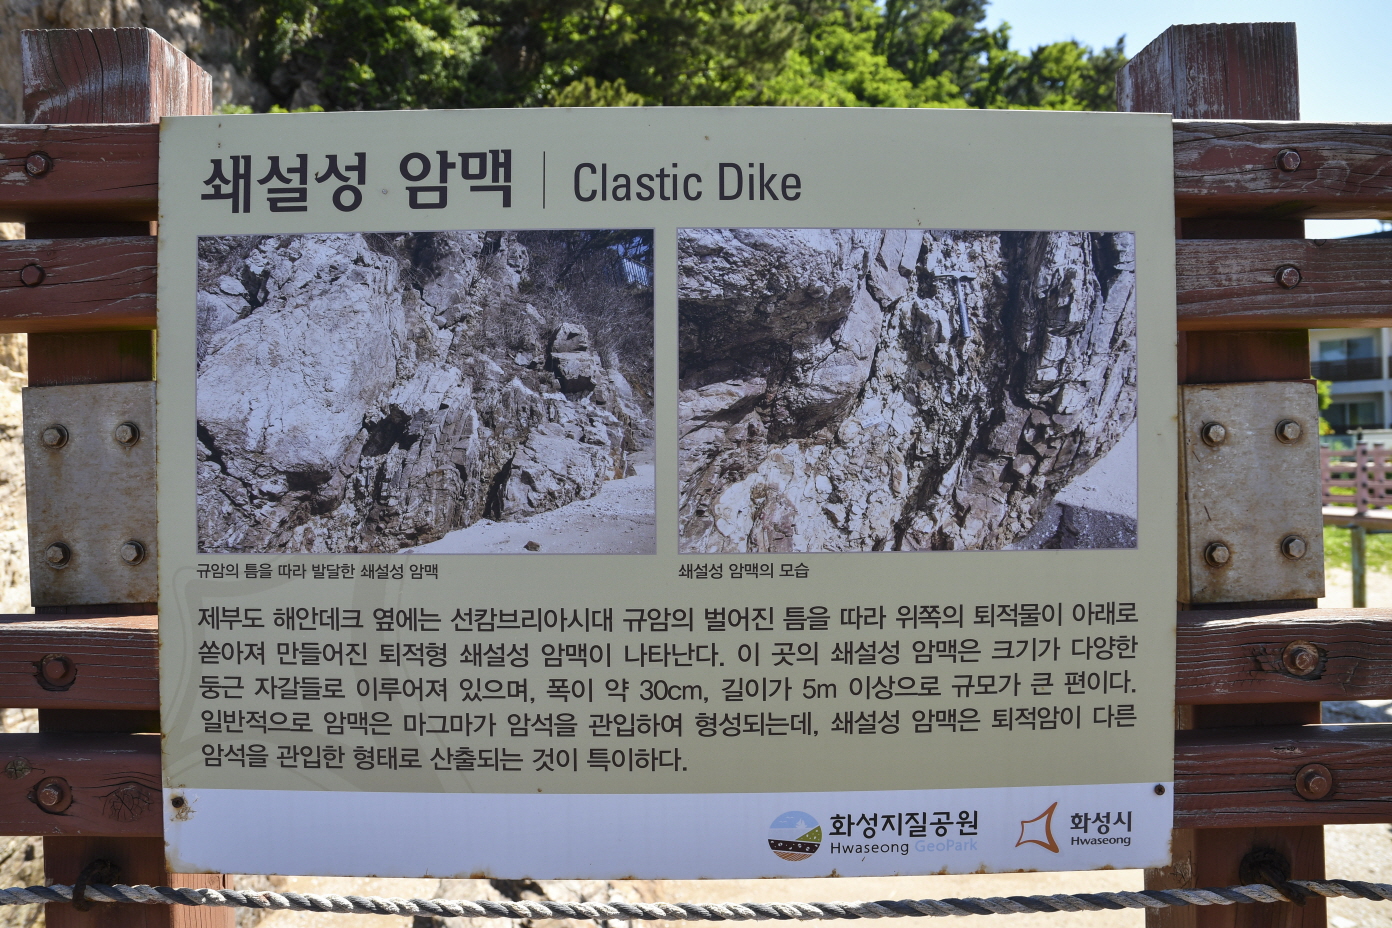 쇄설성 암맥 | Clastic Dike
규암의 틈을 따라 발달한 쇄설성 암맥
쇄설성 암맥의 모습
제부도 해안데크 옆에는 선캄브리아시대 규암의 벌어진 틈을 따라 위쪽의 퇴적물이 아래로
쏟아져 만들어진 퇴적형 쇄설성 암맥이 나타난다. 이 곳의 쇄설성 암맥은 크기가 다양한
둥근 자갈들로 이루어져 있으며, 폭이 약 30cm, 길이가 5m 이상으로 규모가 큰 편이다.
일반적으로 암맥은 마그마가 암석을 관입하여 형성되는데, 쇄설성 암맥은 퇴적암이 다른
암석을 관입한 형태로 산출되는 것이 특이하다.
화성지질공원
Hwaseong GeoPark
화성시
Hwaseong